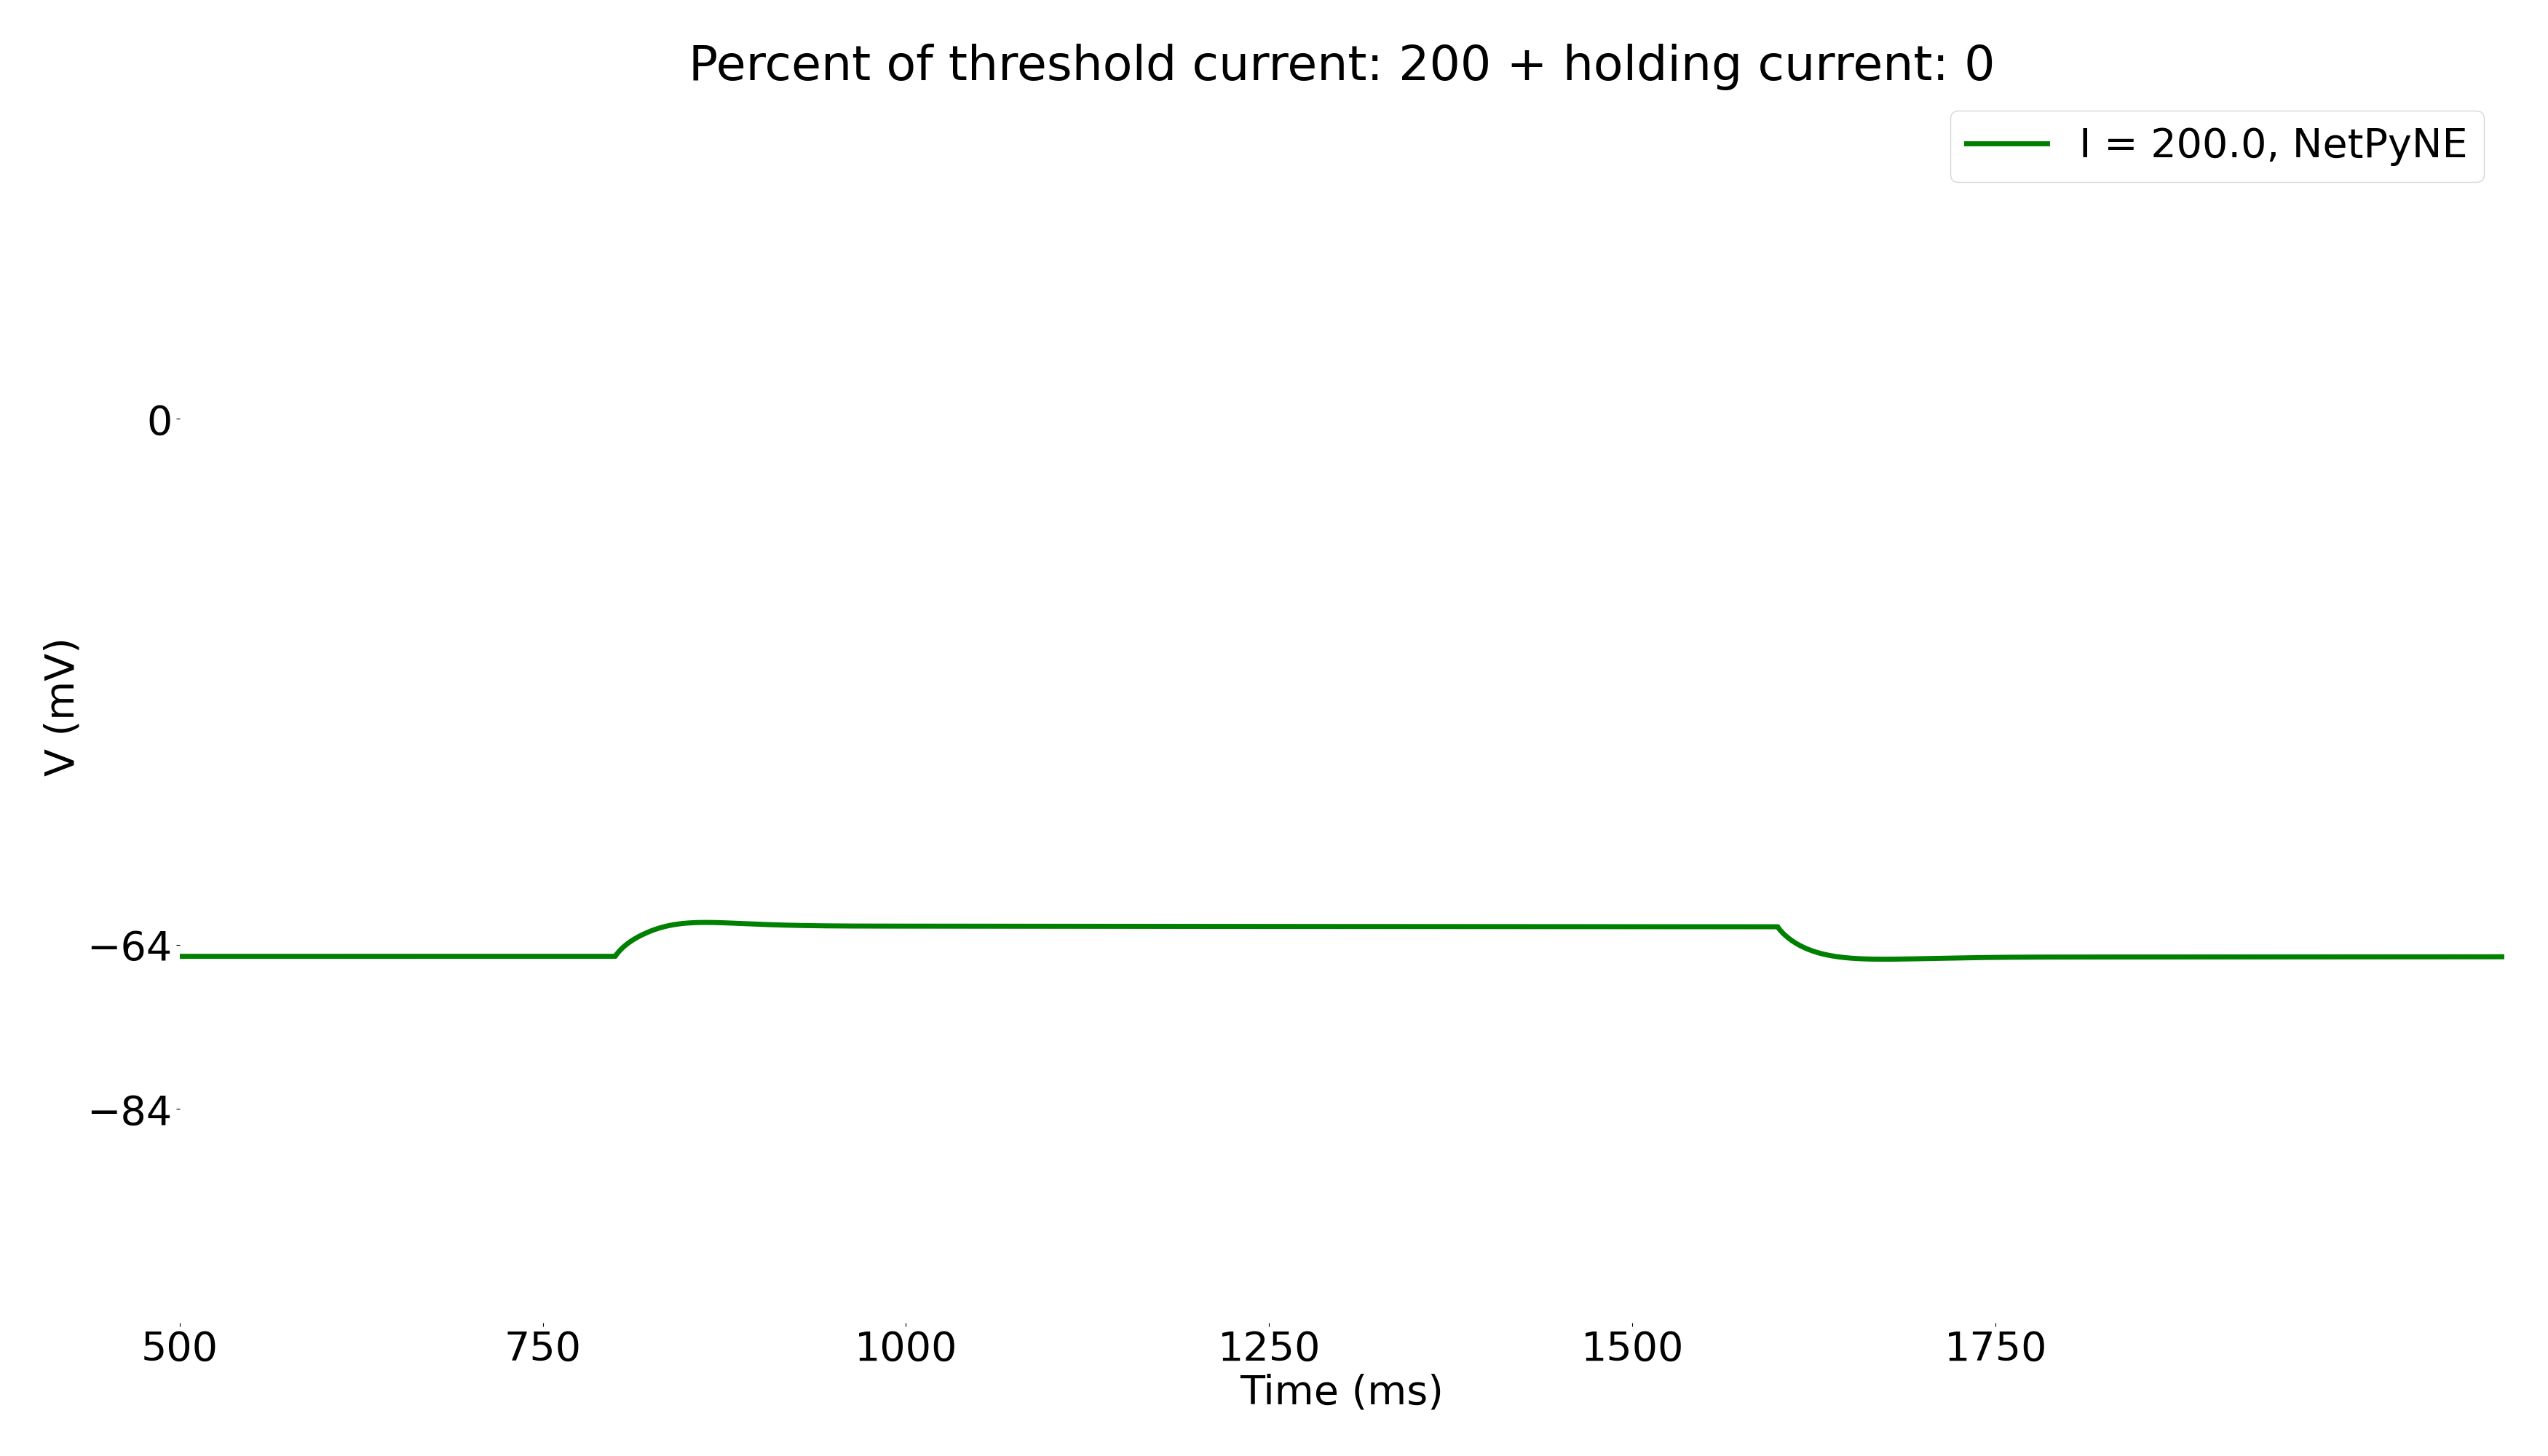 Percent of threshold current: 200 + holding current: 0
I = 200.0, NetPyNE
0
V (mV)
−64
−84
500 750 1000 1250 1500 1750
Time (ms)